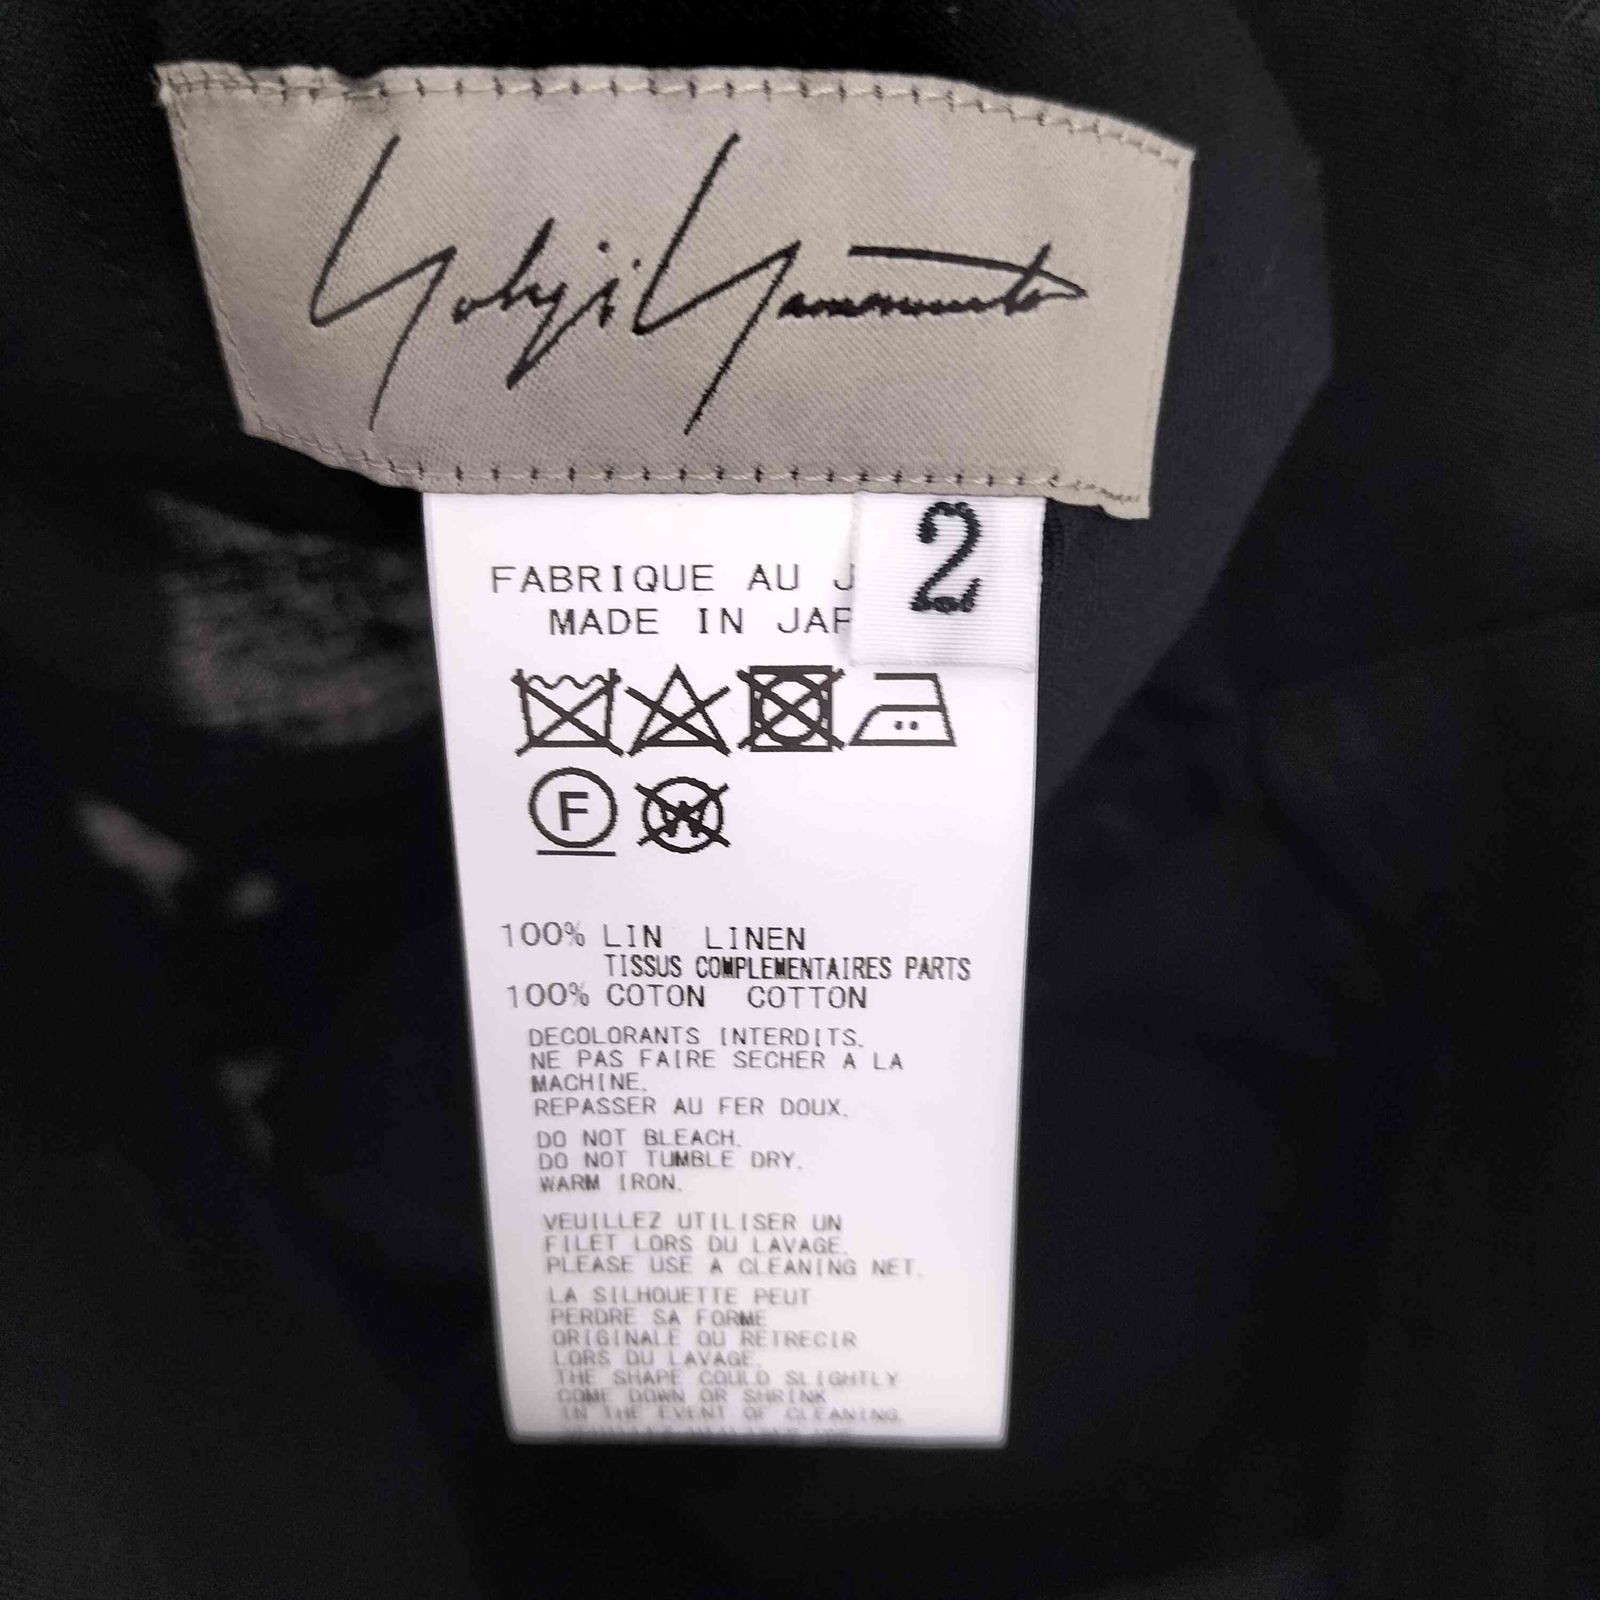 Yohji Yamamoto
2
FABRIQUE AU J
MADE IN JAP
F
W
100% LIN LINEN
TISSUS COMPLEMENTAIRES PARTS
100% COTON COTTON
DECOLORANTS INTERDITS.
NE PAS FAIRE SECHER A LA
MACHINE.
REPASSER AU FER DOUX.
DO NOT BLEACH.
DO NOT TUMBLE DRY.
WARM IRON.
VEUILLEZ UTILISER UN
FILET LORS DU LAVAGE.
PLEASE USE A CLEANING NET.
LA SILHOUETTE PEUT
PERDRE SA FORME
ORIGINALE OU RETRECIR
LORS DU LAVAGE.
THE SHAPE COULD SLIGHTLY
COME DOWN OR SHRINK
IN THE EVENT OF CLEANING.